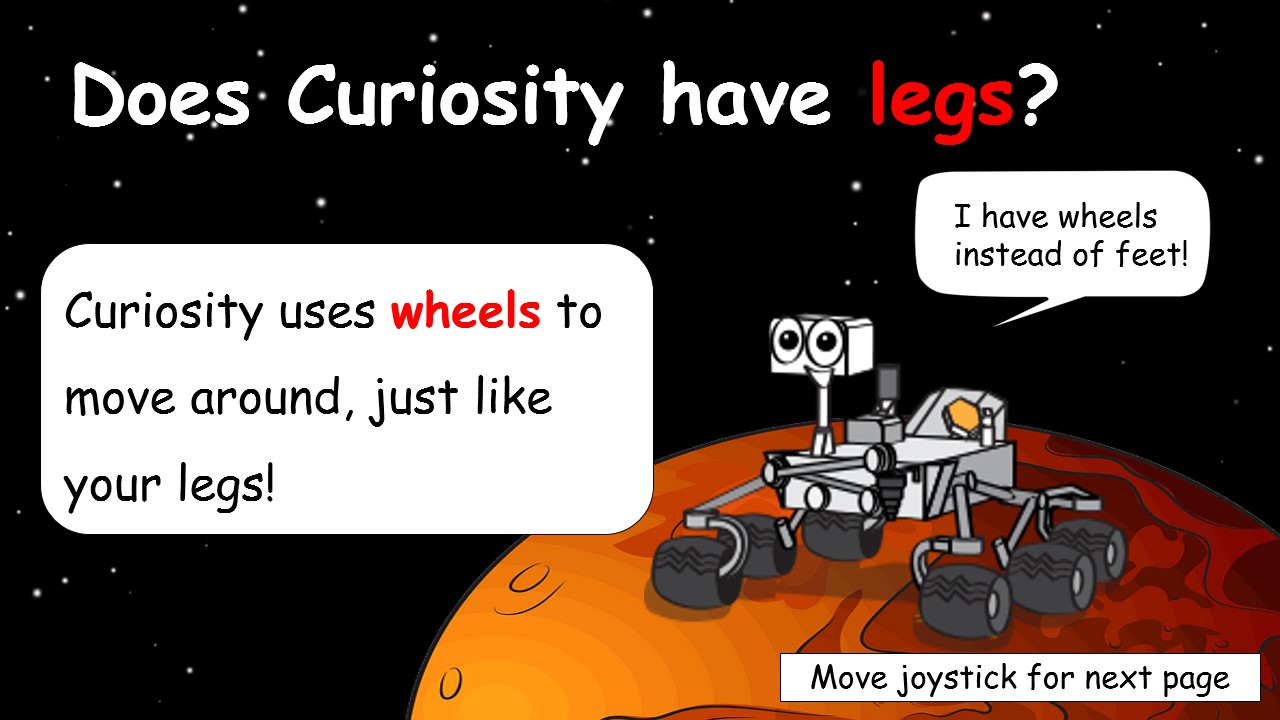 Does Curiosity have legs?
I have wheels
instead of feet!
Curiosity uses wheels to
move around, just like
your legs!
Move joystick for next page